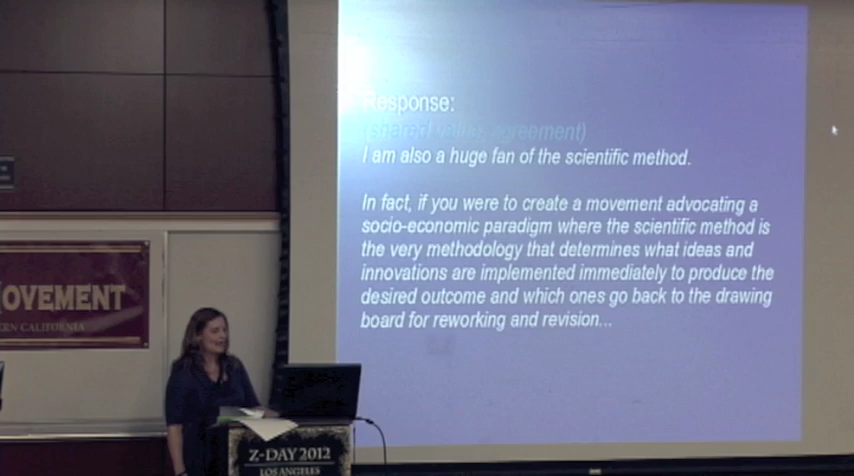 Response:
(shared value agreement)
I am also a huge fan of the scientific method.
In fact, if you were to create a movement advocating a
socio-economic paradigm where the scientific method is
the very methodology that determines what ideas and
innovations are implemented immediately to produce the
desired outcome and which ones go back to the drawing
board for reworking and revision...
OVEMENT
ERN CALIFORNIA
Z-DAY 2012
LOS ANGELES